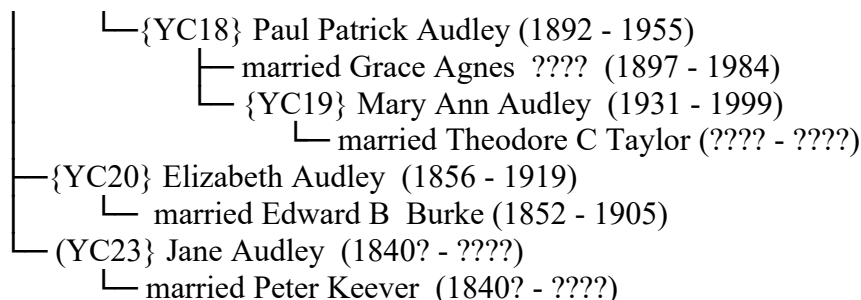 {YC18} Paul Patrick Audley (1892 - 1955)
married Grace Agnes ???? (1897 - 1984)
{YC19} Mary Ann Audley (1931 - 1999)
married Theodore C Taylor (???? - ????)
{YC20} Elizabeth Audley (1856 - 1919)
married Edward B Burke (1852 - 1905)
(YC23} Jane Audley (1840? - ????)
married Peter Keever (1840? - ????)